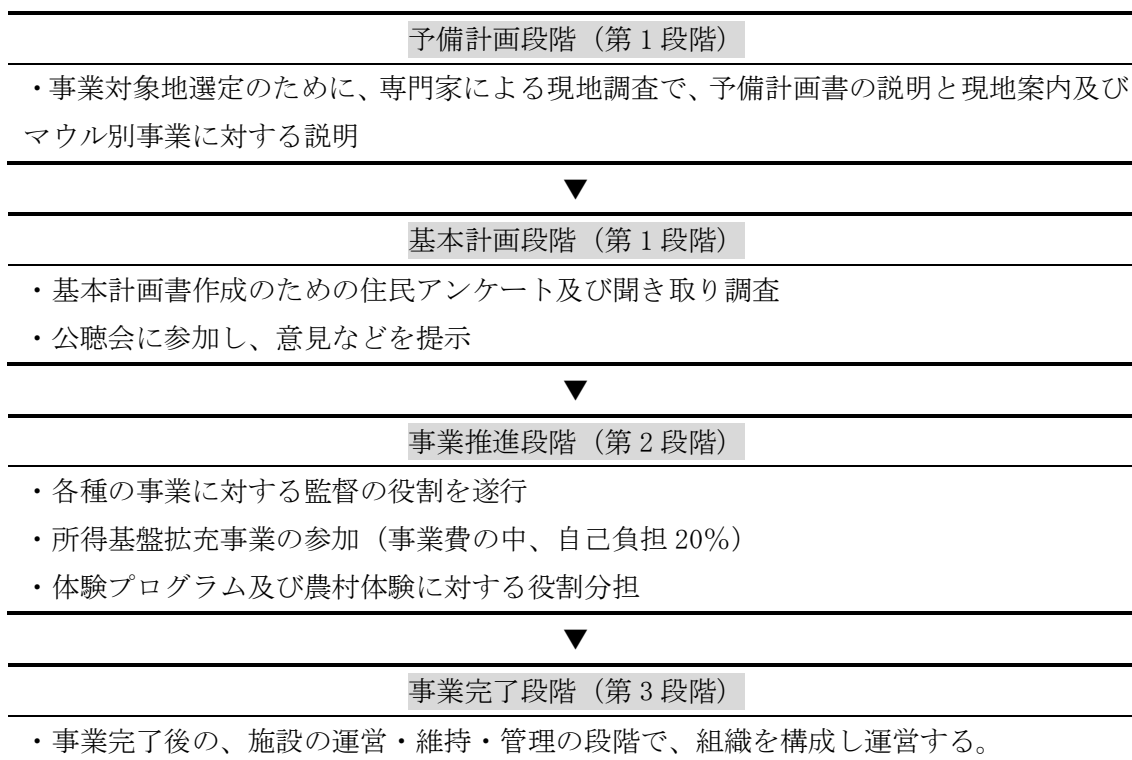 予備計画段階（第 1 段階）
・事業対象地選定のために、専門家による現地調査で、予備計画書の説明と現地案内及び
マウル別事業に対する説明
▼
基本計画段階（第 1 段階）
・基本計画書作成のための住民アンケート及び聞き取り調査
・公聴会に参加し、意見などを提示
▼
事業推進段階（第 2 段階）
・各種の事業に対する監督の役割を遂行
・所得基盤拡充事業の参加（事業費の中、自己負担 20％）
・体験プログラム及び農村体験に対する役割分担
▼
事業完了段階（第 3 段階）
・事業完了後の、施設の運営・維持・管理の段階で、組織を構成し運営する。